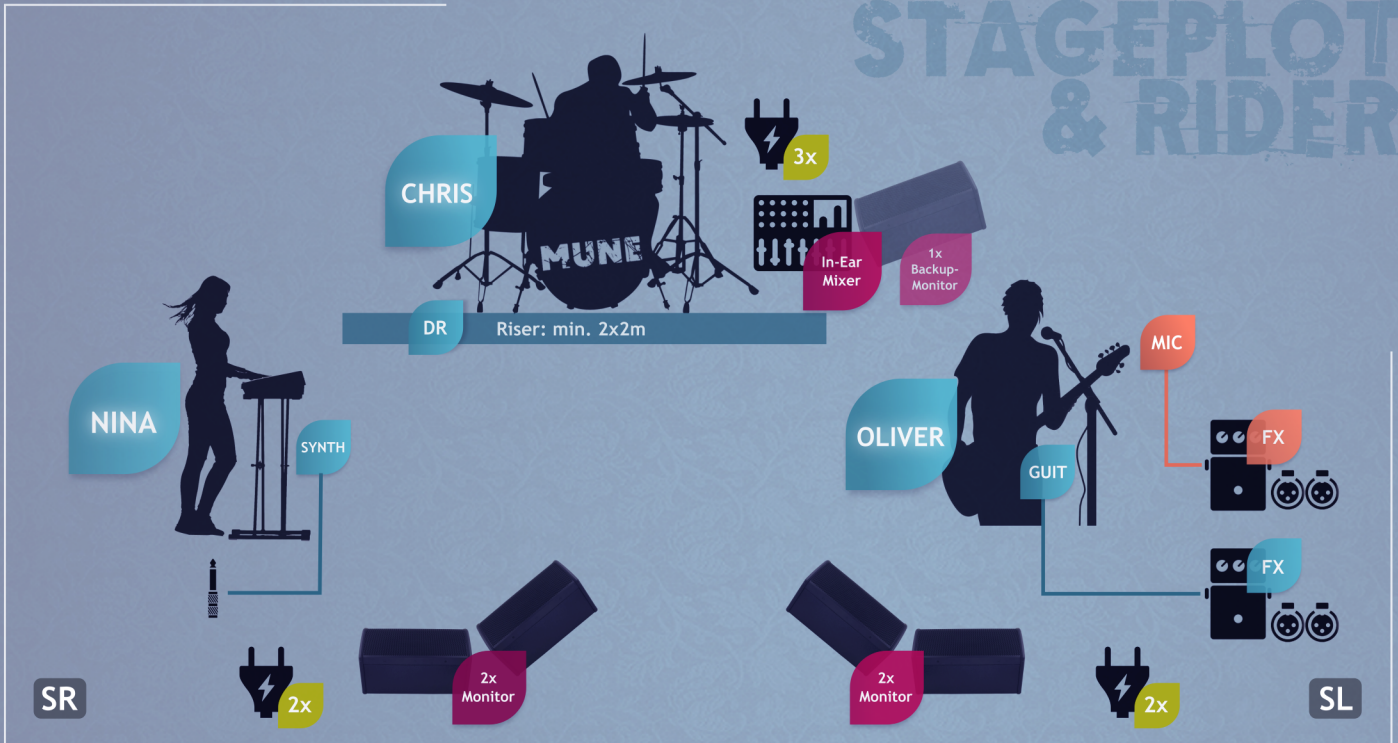 STAGEPLOT
& RIDER
3x
CHRIS
MUNE
In-Ear
Mixer
1x
Backup-
Monitor
DR
Riser: min. 2x2m
MIC
NINA
SYNTH
OLIVER
GUIT
FX
FX
2x
Monitor
2x
Monitor
SR
2x
2x
SL